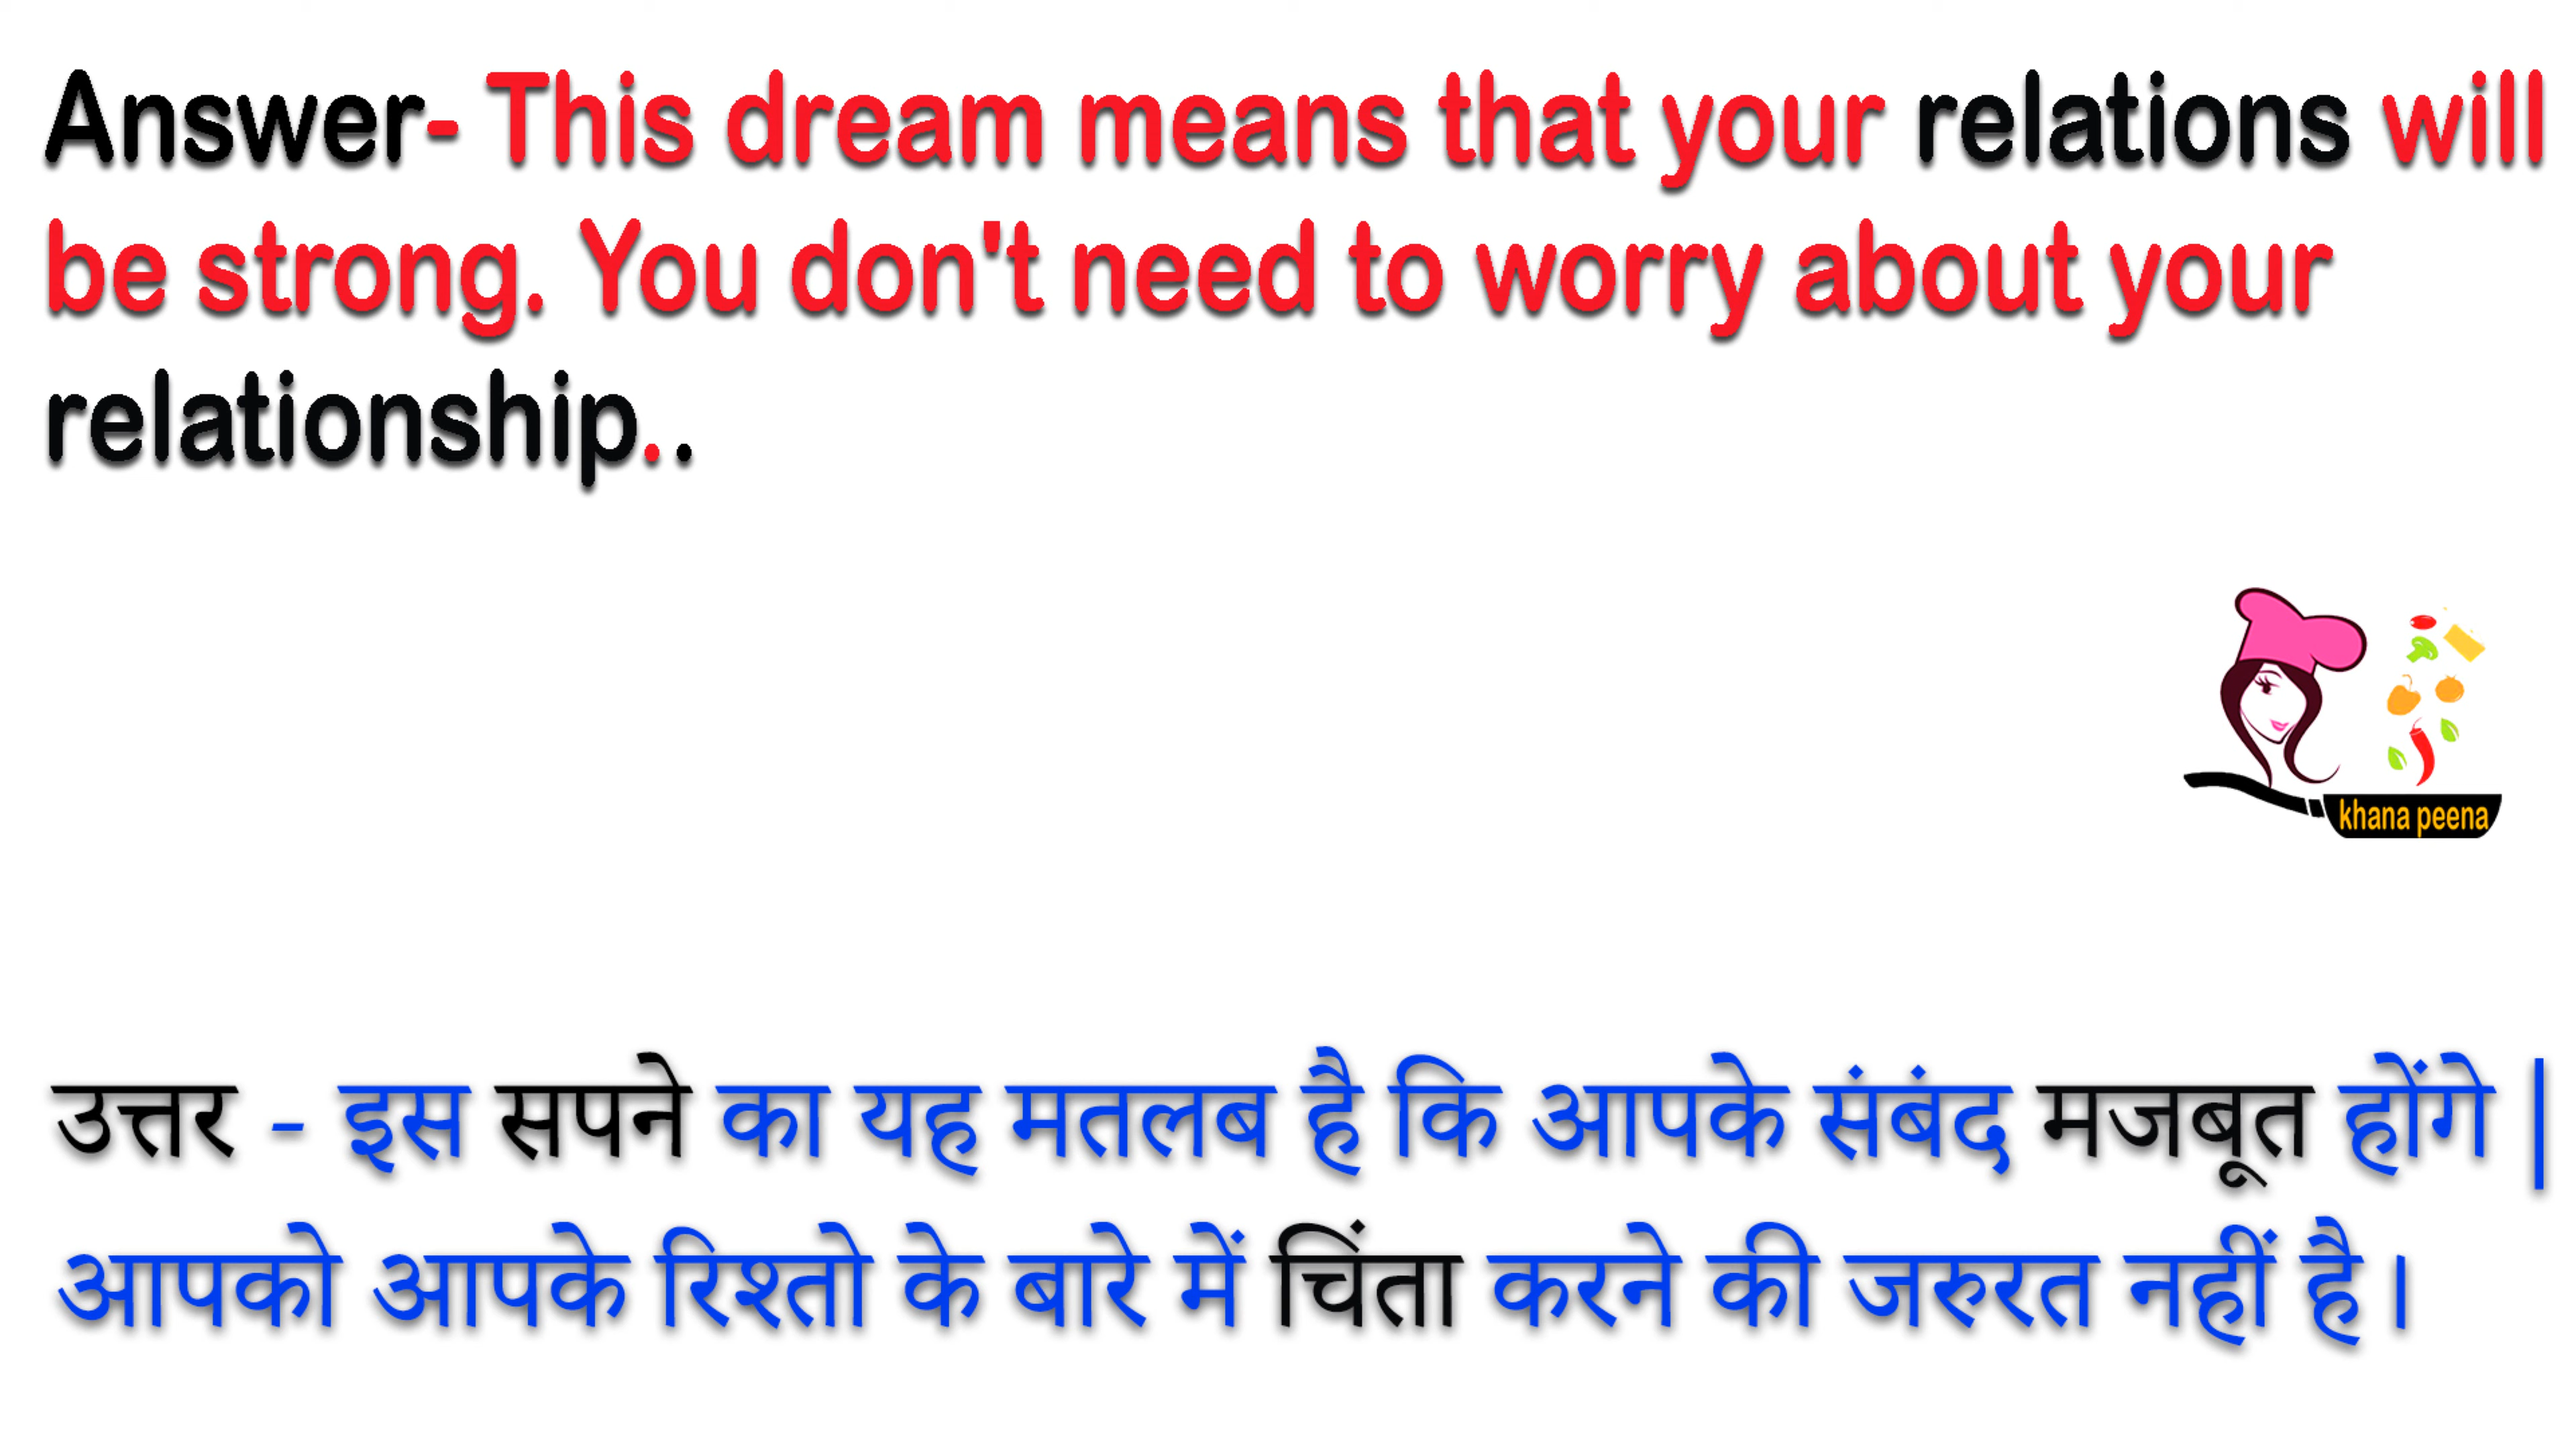 Answer- This dream means that your relations will
be strong. You don't need to worry about your
relationship..
khana peena
उत्तर - इस सपने का यह मतलब है कि आपके संबंद मजबूत होंगे |
आपको आपके रिश्तो के बारे में चिंता करने की जरुरत नहीं है।